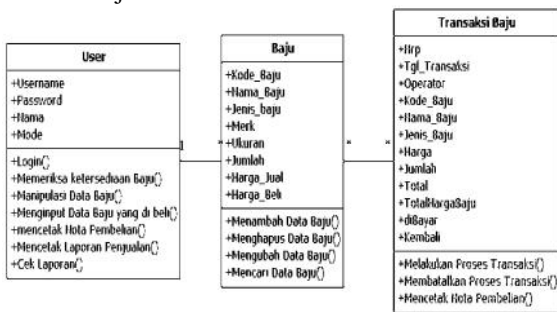 User
+Username
+Password
+Nama
+Mode
+Login()
+Memeriksa ketersediaan Baju()
+Manipulasi Data Baju()
+Menginput Data Baju yang di beli()
+mencetak Nota Pembelian()
+Mencetak Laporan Penjualan()
+Cek Laporan()
1
*
Baju
+Kode_Baju
+Nama_Baju
+Jenis_baju
+Merk
+Ukuran
+Jumlah
+Harga_Jual
+Harga_Beli
+Menambah Data Baju()
+Menghapus Data Baju()
+Mengubah Data Baju()
+Mencari Data Baju()
*
*
Transaksi Baju
+Nrp
+Tgl_Transaksi
+Operator
+Kode_Baju
+Nama_Baju
+Jenis_Baju
+Harga
+Jumlah
+Total
+TotalHargaBaju
+diBayar
+Kembali
+Melakukan Proses Transaksi()
+Membatalkan Proses Transaksi()
+Mencetak Nota Pembelian()